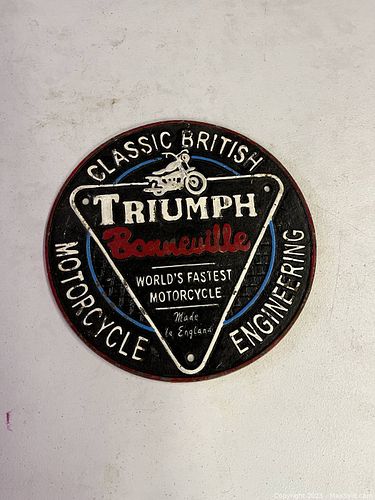 CLASSIC BRITISH
TRIUMPH
Bonneville
WORLD'S FASTEST
MOTORCYCLE
Made
in England
MOTORCYCLE
ENGINEERING